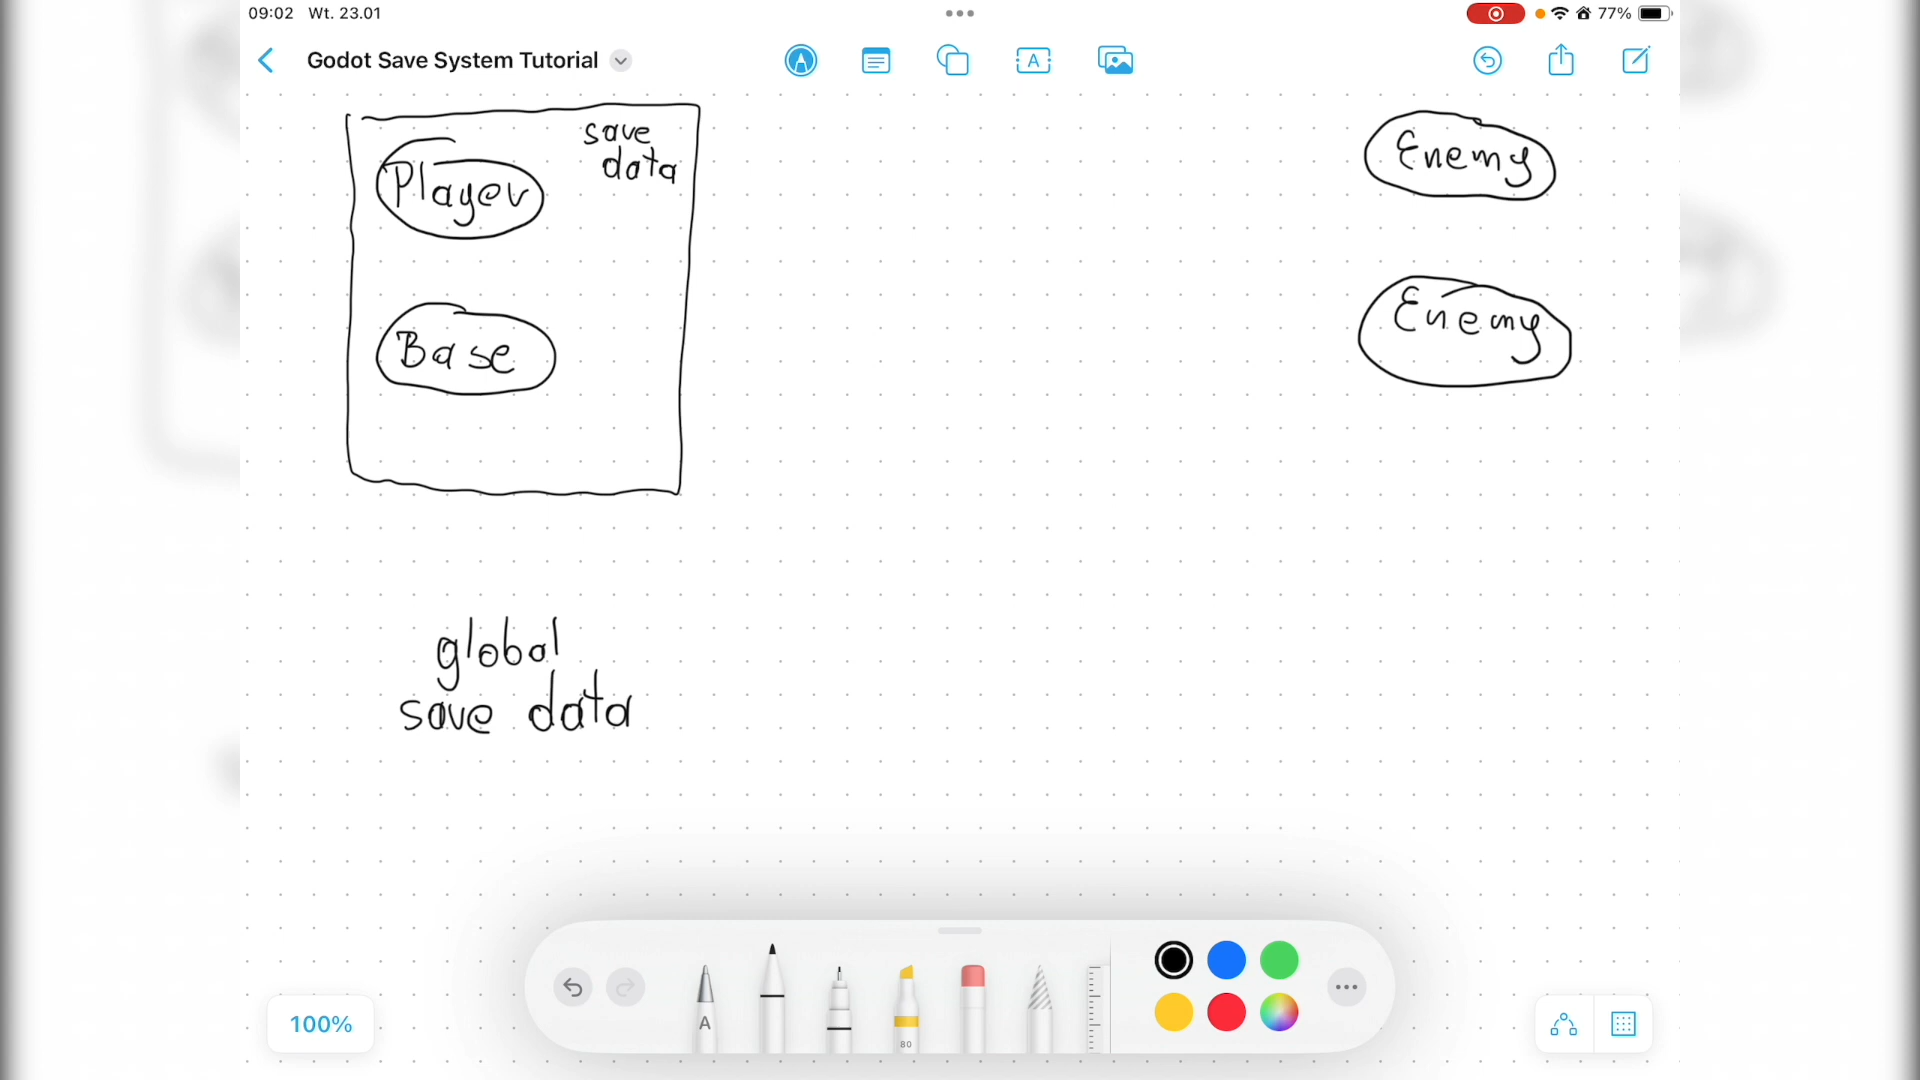 09:02 Wt. 23.01
77%
Godot Save System Tutorial
A
save
data
Player
Base
Enemy
Enemy
global
save data
A
80
100%